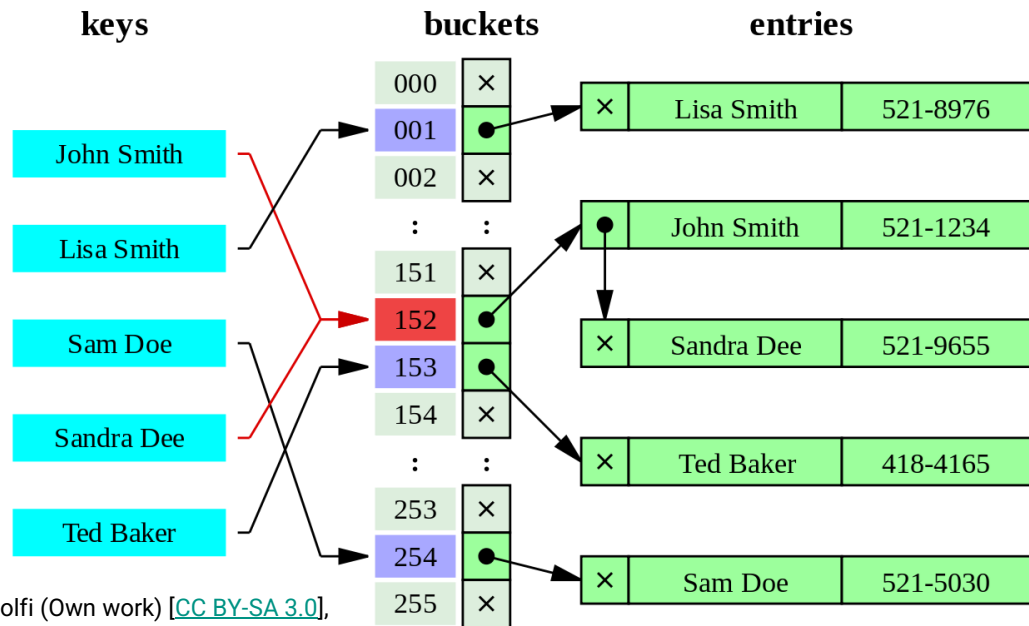 keys buckets entries
John Smith
Lisa Smith
Sam Doe
Sandra Dee
Ted Baker
000 ×
001
002 ×
: :
151 ×
152
153
154 ×
: :
253 ×
254
255 ×
× Lisa Smith 521-8976
John Smith 521-1234
× Sandra Dee 521-9655
× Ted Baker 418-4165
× Sam Doe 521-5030
olfi (Own work) [CC BY-SA 3.0],